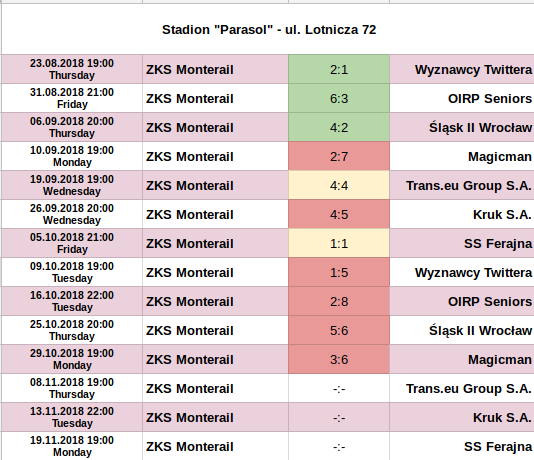 Stadion "Parasol" - ul. Lotnicza 72
23.08.2018 19:00
Thursday
ZKS Monterail
2:1
Wyznawcy Twittera
31.08.2018 21:00
Friday
ZKS Monterail
6:3
OIRP Seniors
06.09.2018 20:00
Thursday
ZKS Monterail
4:2
Śląsk II Wrocław
10.09.2018 19:00
Monday
ZKS Monterail
2:7
Magicman
19.09.2018 19:00
Wednesday
ZKS Monterail
4:4
Trans.eu Group S.A.
26.09.2018 20:00
Wednesday
ZKS Monterail
4:5
Kruk S.A.
05.10.2018 21:00
Friday
ZKS Monterail
1:1
SS Ferajna
09.10.2018 19:00
Tuesday
ZKS Monterail
1:5
Wyznawcy Twittera
16.10.2018 22:00
Tuesday
ZKS Monterail
2:8
OIRP Seniors
25.10.2018 20:00
Thursday
ZKS Monterail
5:6
Śląsk II Wrocław
29.10.2018 19:00
Monday
ZKS Monterail
3:6
Magicman
08.11.2018 19:00
Thursday
ZKS Monterail
-:-
Trans.eu Group S.A.
13.11.2018 22:00
Tuesday
ZKS Monterail
-:-
Kruk S.A.
19.11.2018 19:00
Monday
ZKS Monterail
-:-
SS Ferajna